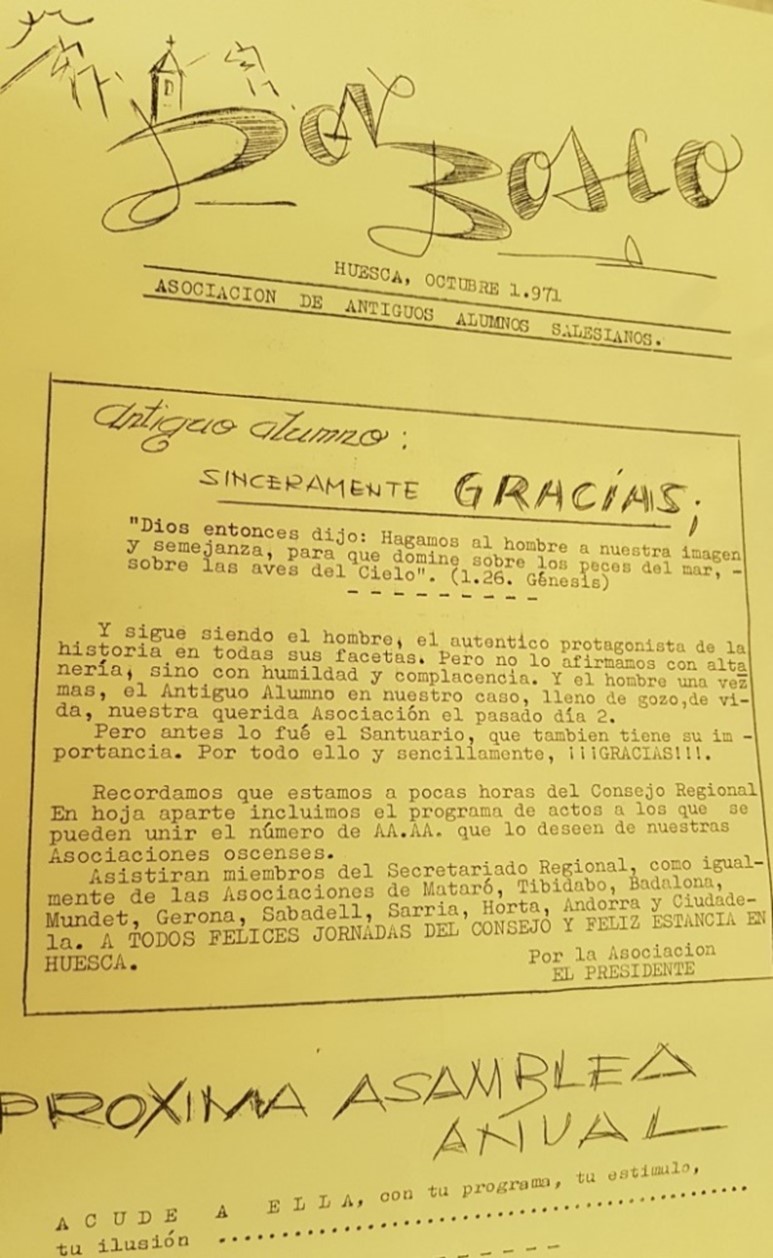 DON BOSCO
HUESCA, OCTUBRE 1.971
ASOCIACION DE ANTIGUOS ALUMNOS SALESIANOS.
Antiguo alumno:
SINCERAMENTE GRACÍAS;
"Dios entonces dijo: Hagamos al hombre a nuestra imagen
y semejanza, para que domine sobre los peces del mar, -
sobre las aves del Cielo". (1.26. Génesis)
- - - - - - - - -
Y sigue siendo el hombre, el autentico protagonista de la
historia en todas sus facetas. Pero no lo afirmamos con alta
nería, sino con humildad y complacencia. Y el hombre una vez
mas, el Antiguo Alumno en nuestro caso, lleno de gozo,de vi-
da, nuestra querida Asociación el pasado día 2.
Pero antes lo fué el Santuario, que tambien tiene su im -
portancia. Por todo ello y sencillamente, ¡¡¡GRACIAS!!!.
Recordamos que estamos a pocas horas del Consejo Regional
En hoja aparte incluimos el programa de actos a los que se
pueden unir el número de AA.AA. que lo deseen de nuestras
Asociaciones oscenses.
Asistiran miembros del Secretariado Regional, como igual-
mente de las Asociaciones de Mataró, Tibidabo, Badalona,
Mundet, Gerona, Sabadell, Sarria, Horta, Andorra y Ciudade-
la. A TODOS FELICES JORNADAS DEL CONSEJO Y FELIZ ESTANCIA EN
HUESCA.
Por la Asociacion
EL PRESIDENTE
PROXIMA ASAMBLEA
ANUAL
A C U D E A E L L A, con tu programa, tu estimulo,
tu ilusión ..........................................
- - - - - -